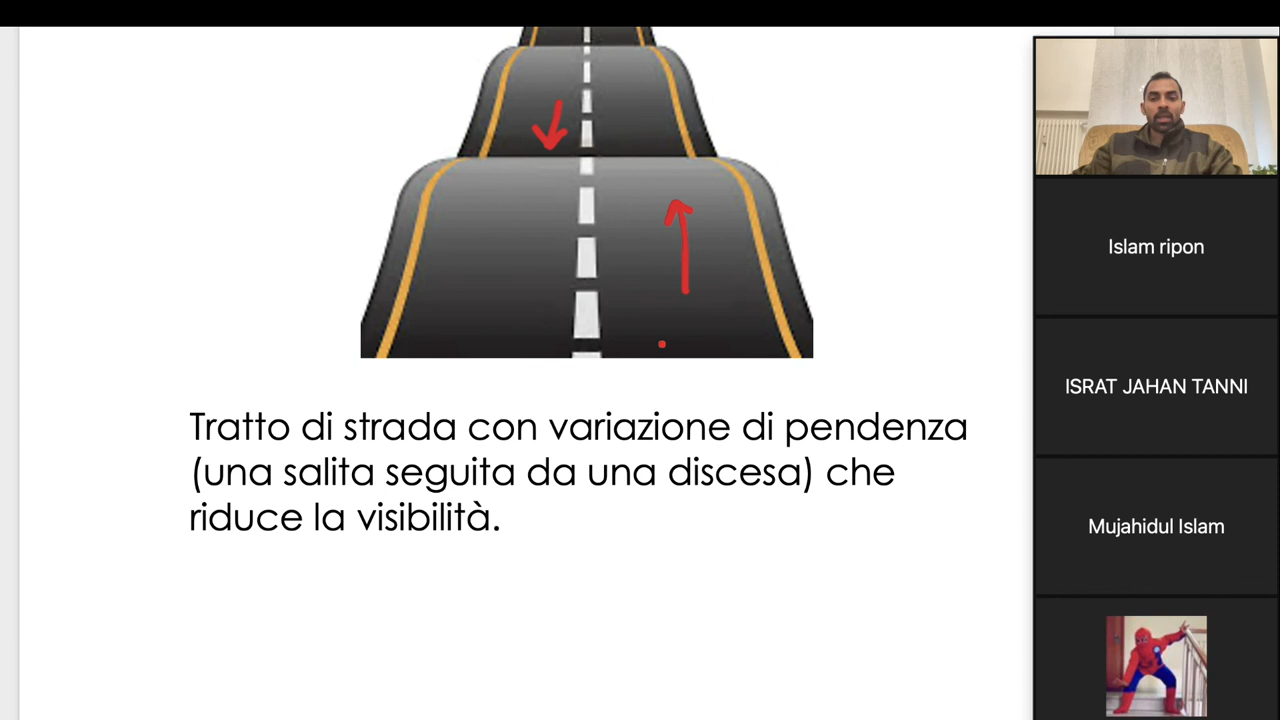 Tratto di strada con variazione di pendenza
(una salita seguita da una discesa) che
riduce la visibilità.
Islam ripon
ISRAT JAHAN TANNI
Mujahidul Islam